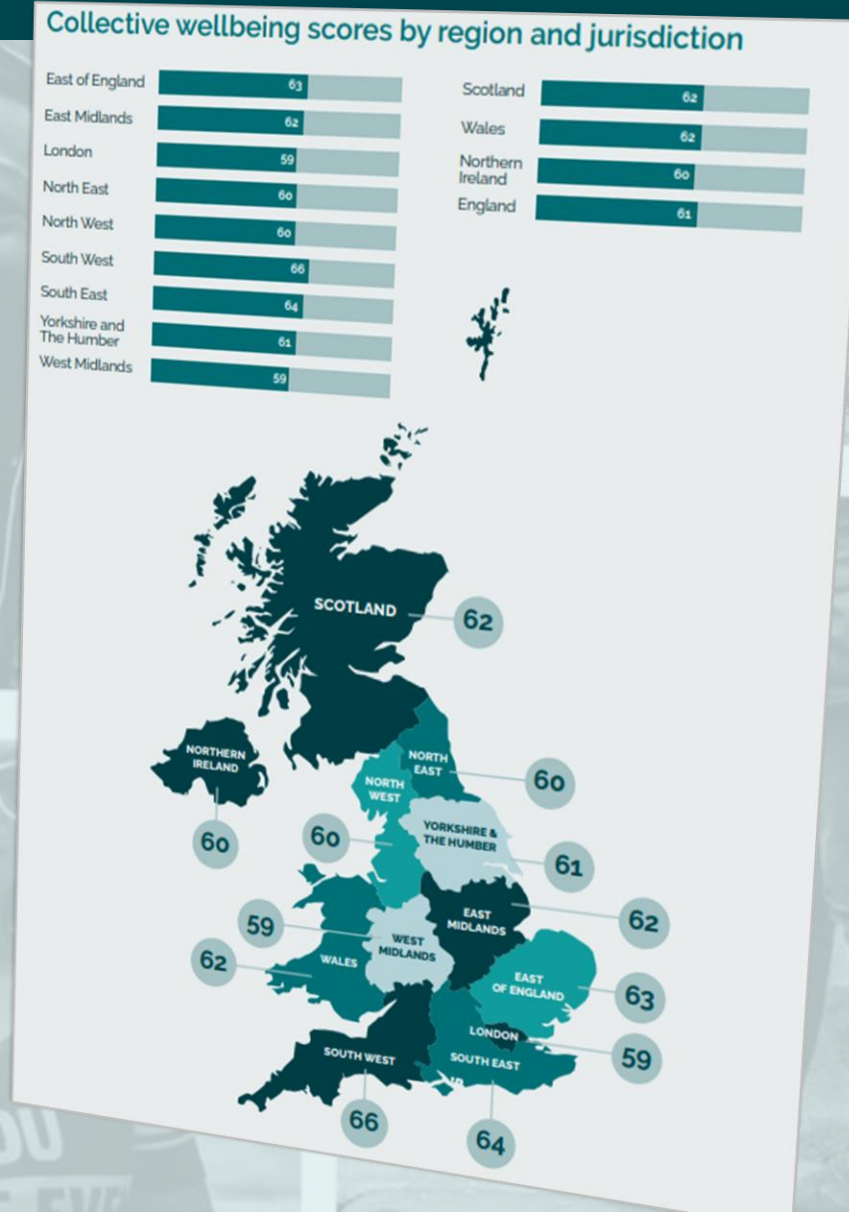 Collective wellbeing scores by region and jurisdiction
East of England 63
East Midlands 62
London 59
North East 60
North West 60
South West 66
South East 64
Yorkshire and
The Humber 61
West Midlands 59
Scotland 62
Wales 62
Northern
Ireland 60
England 61
SCOTLAND
62
NORTHERN
IRELAND
60
NORTH
EAST
60
NORTH
WEST
60
YORKSHIRE &
THE HUMBER
61
EAST
MIDLANDS
62
59
WEST
MIDLANDS
62
WALES
EAST
OF ENGLAND
63
LONDON
59
SOUTH WEST
66
SOUTH EAST
64